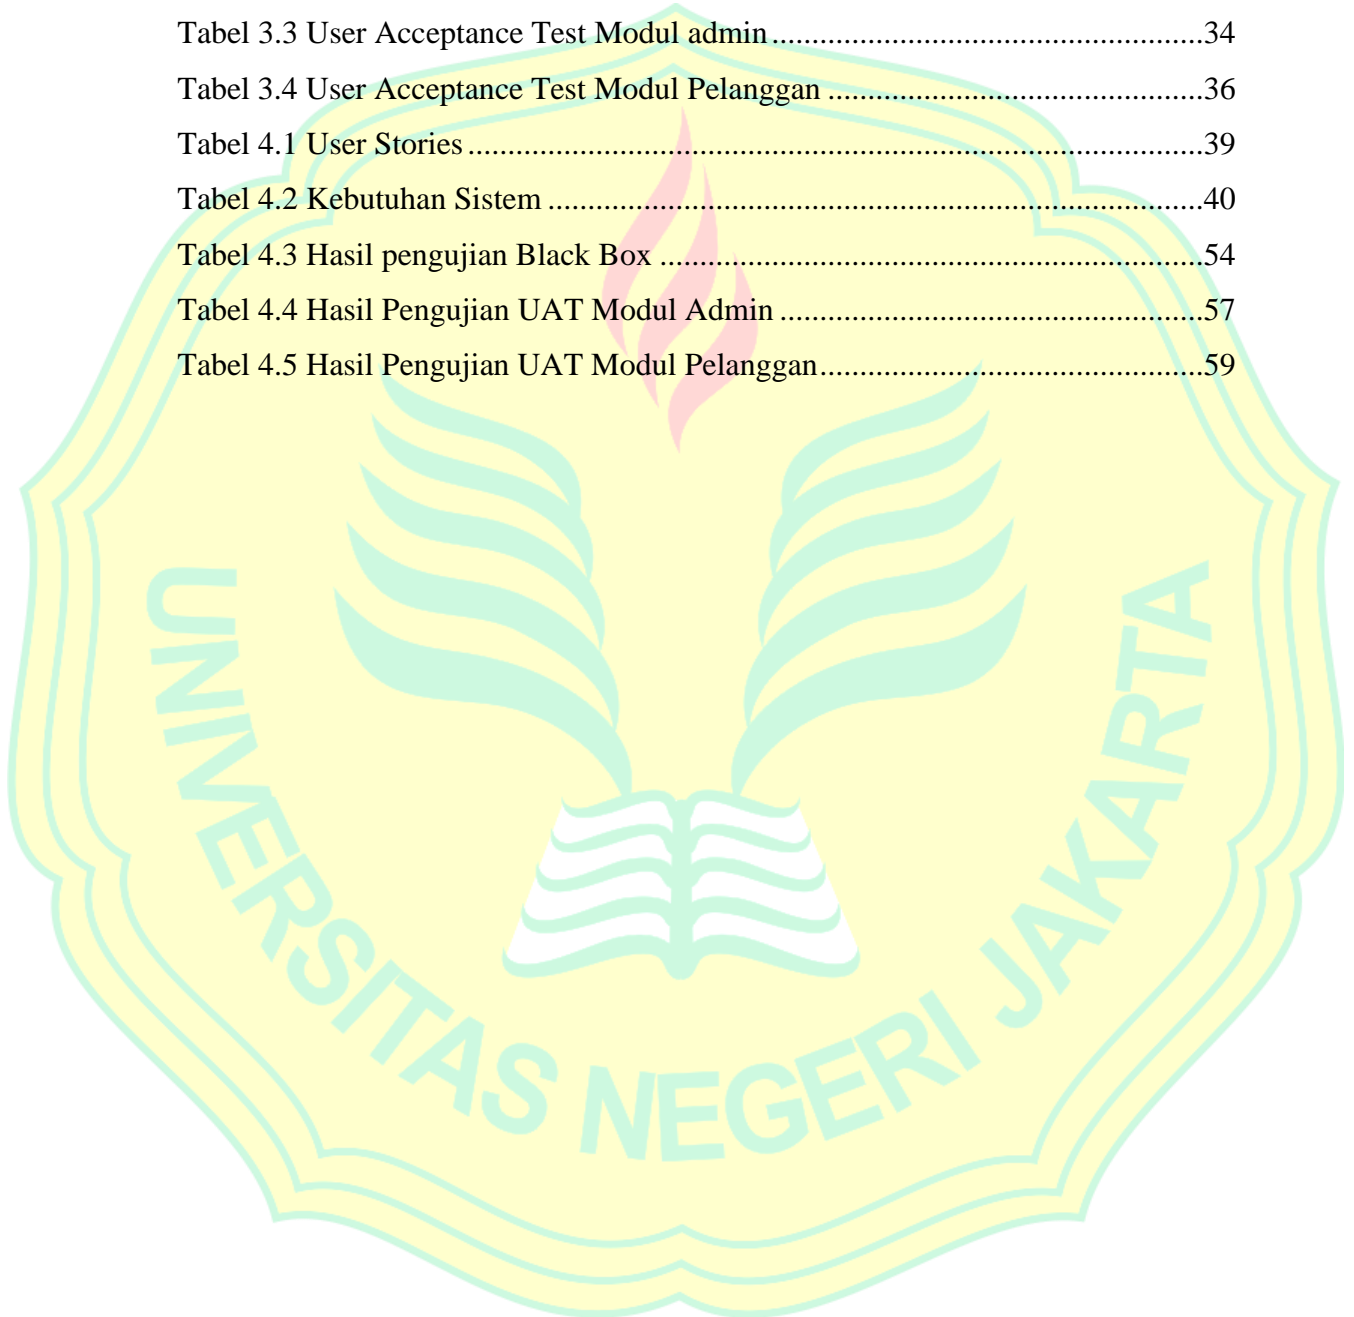 Tabel 3.3 User Acceptance Test Modul admin........................................................34
Tabel 3.4 User Acceptance Test Modul Pelanggan ................................................36
Tabel 4.1 User Stories.............................................................................................39
Tabel 4.2 Kebutuhan Sistem ...................................................................................40
Tabel 4.3 Hasil pengujian Black Box .....................................................................54
Tabel 4.4 Hasil Pengujian UAT Modul Admin ......................................................57
Tabel 4.5 Hasil Pengujian UAT Modul Pelanggan.................................................59
UNIVERSITAS NEGERI JAKARTA